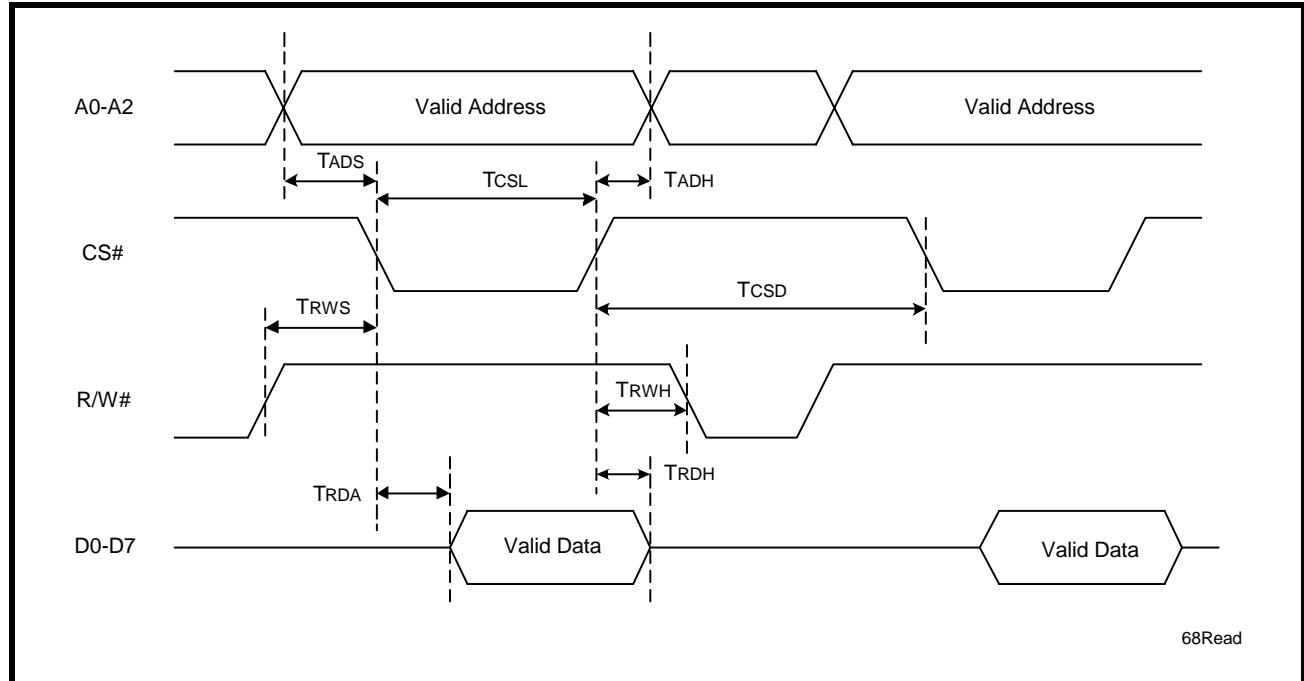 A0-A2
Valid Address
Valid Address
TADS
TCSL
TADH
CS#
TCSD
TRWS
R/W#
TRWH
TRDH
TRDA
D0-D7
Valid Data
Valid Data
68Read